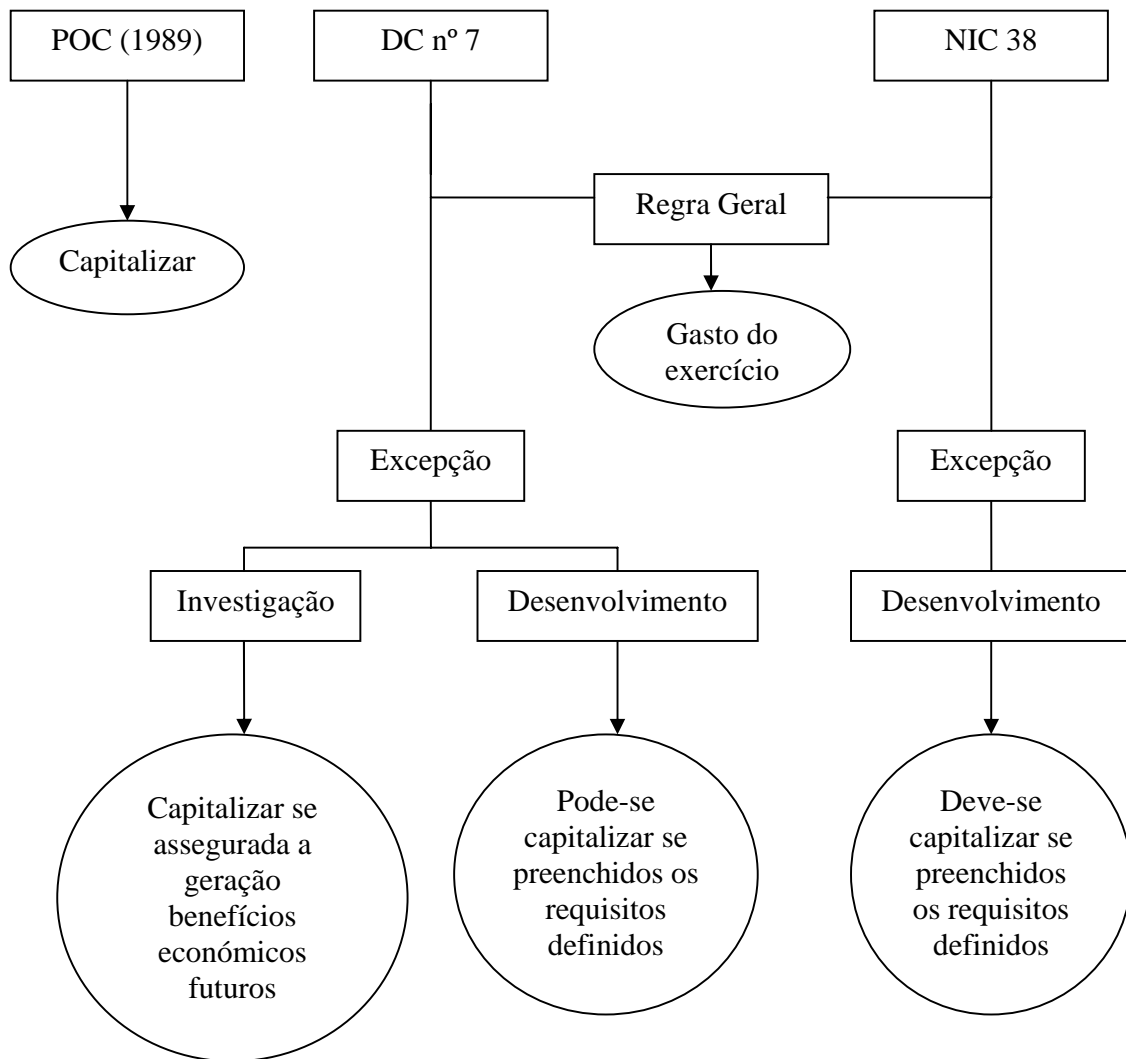 POC (1989)
DC nº 7
NIC 38
Regra Geral
Capitalizar
Gasto do
exercício
Excepção
Excepção
Investigação
Desenvolvimento
Desenvolvimento
Capitalizar se
assegurada a
geração
benefícios
económicos
futuros
Pode-se
capitalizar se
preenchidos os
requisitos
definidos
Deve-se
capitalizar se
preenchidos
os requisitos
definidos